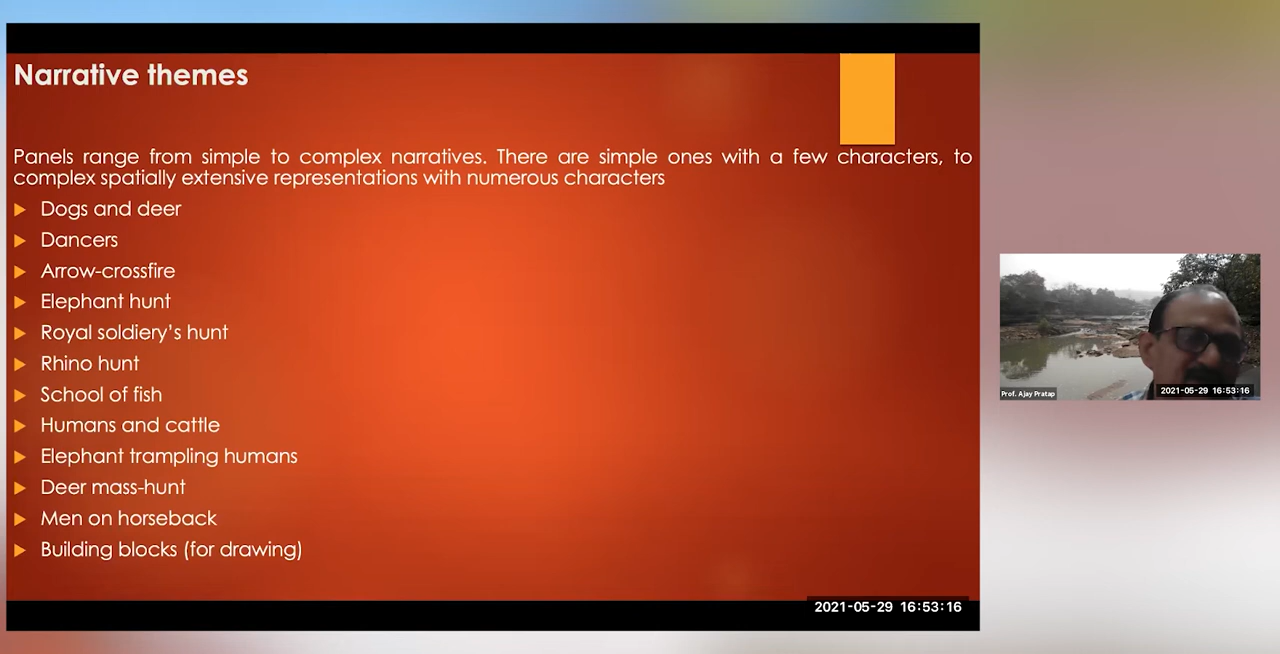 Narrative themes
Panels range from simple to complex narratives. There are simple ones with a few characters, to
complex spatially extensive representations with numerous characters
Dogs and deer
Dancers
Arrow-crossfire
Elephant hunt
Royal soldiery's hunt
Rhino hunt
School of fish
Humans and cattle
Elephant trampling humans
Deer mass-hunt
Men on horseback
Building blocks (for drawing)
2021-05-29 16:53:16
Prof. Ajay Pratap
2021-05-29 16:53:16